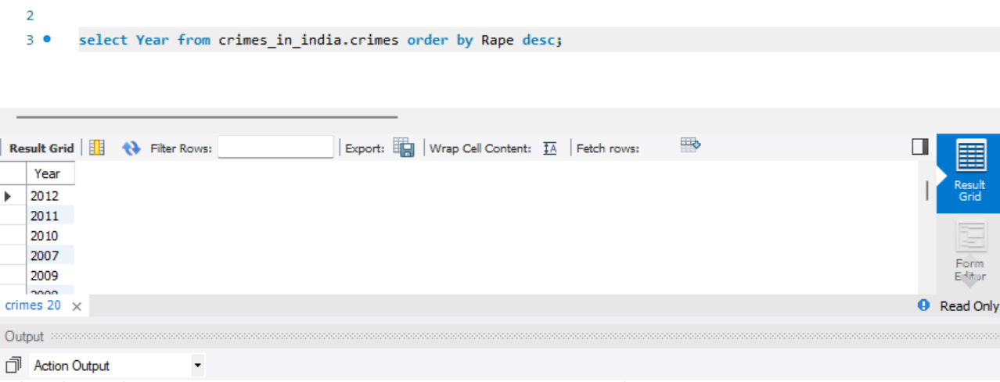 2
3 select Year from crimes_in_india.crimes order by Rape desc;
Result Grid Filter Rows: Export: Wrap Cell Content: Fetch rows:
Year
2012
2011
2010
2007
2009
Result
Grid
Form
Editor
crimes 20 Read Only
Output
Action Output